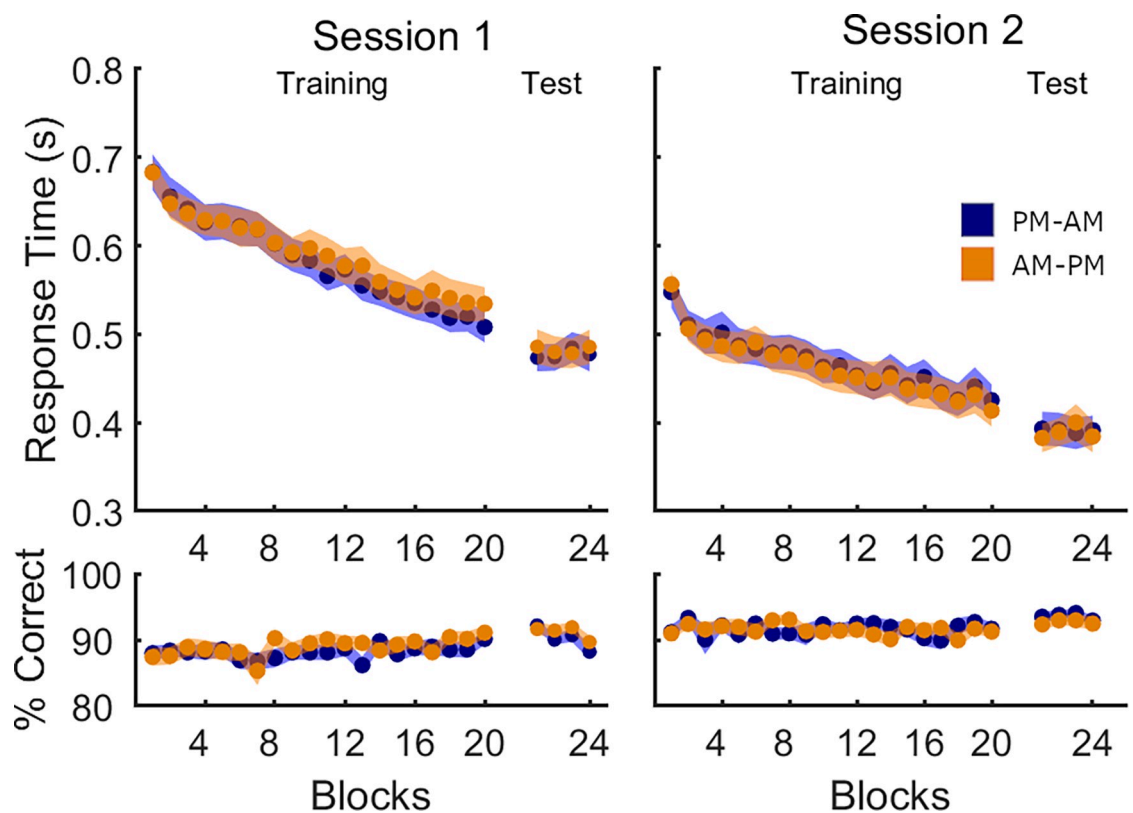 Session 1
Session 2
Training
Test
Training
Test
Response Time (s)
0.8
0.7
0.6
0.5
0.4
0.3
PM-AM
AM-PM
4 8 12 16 20 24
4 8 12 16 20 24
% Correct
100
90
80
4 8 12 16 20 24
4 8 12 16 20 24
Blocks
Blocks